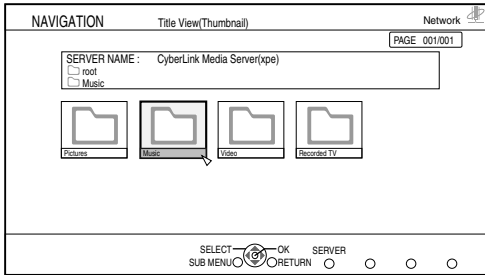 NAVIGATION Title View(Thumbnail) Network
PAGE 001/001
SERVER NAME : CyberLink Media Server(xpe)
root
Music
Pictures Music Video Recorded TV
SELECT OK SERVER
SUB MENU RETURN